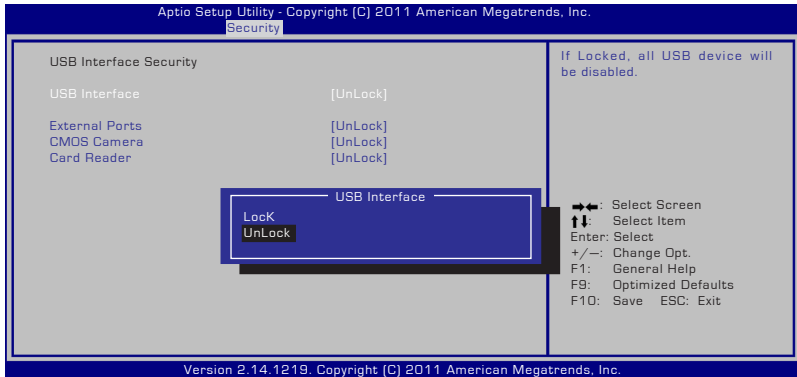 Aptio Setup Utility - Copyright (C) 2011 American Megatrends, Inc.
Security
USB Interface Security
USB Interface [UnLock]
External Ports [UnLock]
CMOS Camera [UnLock]
Card Reader [UnLock]
USB Interface
LocK
UnLock
If Locked, all USB device will
be disabled.
→←: Select Screen
↑↓: Select Item
Enter: Select
+/—: Change Opt.
F1: General Help
F9: Optimized Defaults
F10: Save ESC: Exit
Version 2.14.1219. Copyright (C) 2011 American Megatrends, Inc.